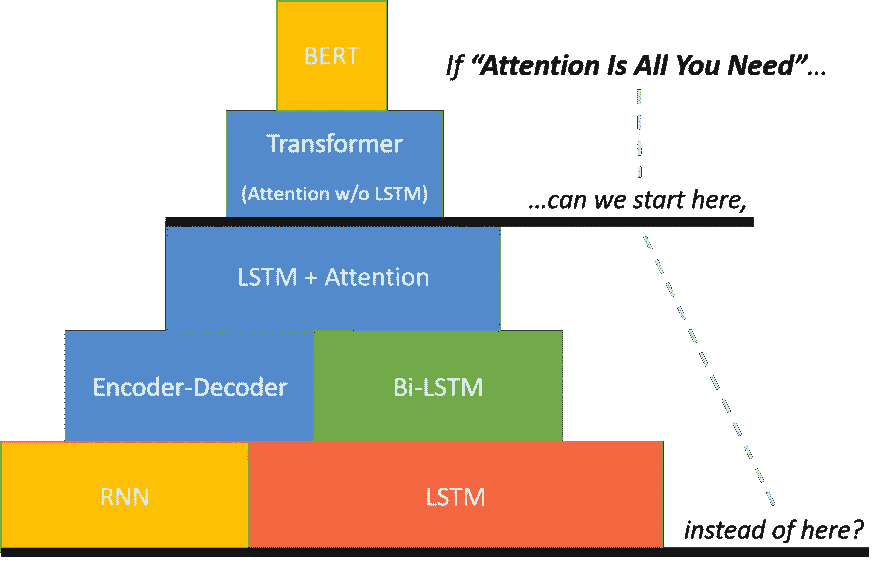 BERT
If “Attention Is All You Need”...
Transformer
(Attention w/o LSTM)
...can we start here,
LSTM + Attention
Encoder-Decoder
Bi-LSTM
RNN
LSTM
instead of here?